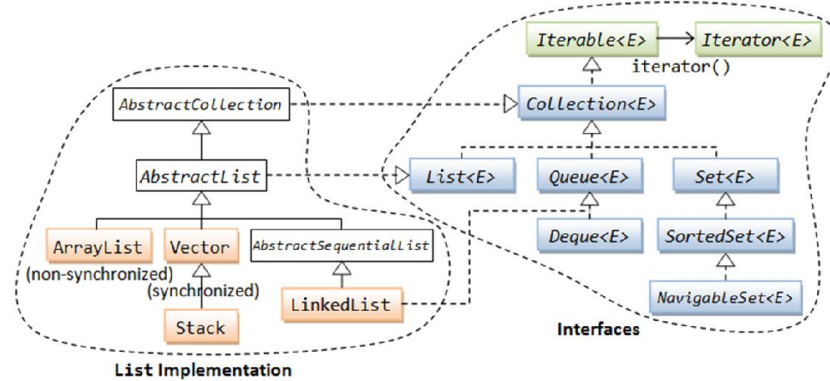 Iterable<E>
Iterator<E>
iterator()
AbstractCollection
Collection<E>
AbstractList
List<E>
Queue<E>
Set<E>
ArrayList
(non-synchronized)
Vector
(synchronized)
AbstractSequentialList
Deque<E>
SortedSet<E>
Stack
LinkedList
NavigableSet<E>
Interfaces
List Implementation